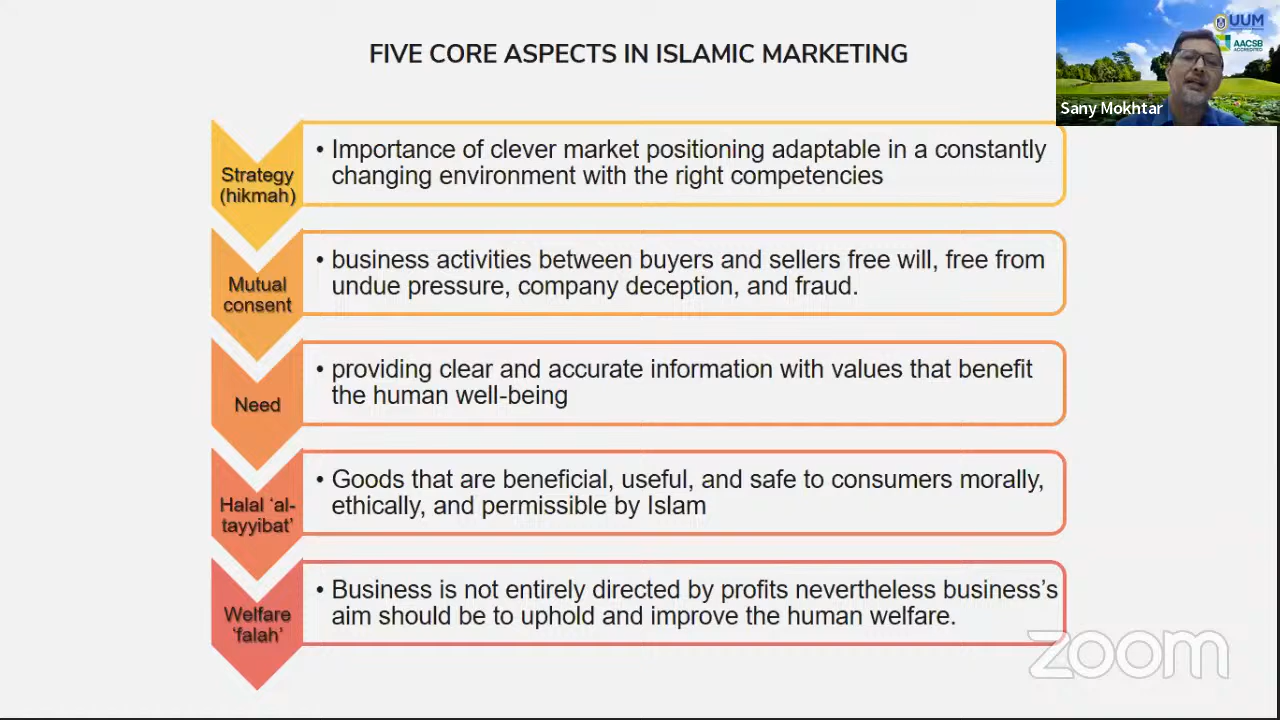 FIVE CORE ASPECTS IN ISLAMIC MARKETING
UUM
AACSB
ACCREDITED
Sany Mokhtar
Strategy
(hikmah)
• Importance of clever market positioning adaptable in a constantly
changing environment with the right competencies
Mutual
consent
• business activities between buyers and sellers free will, free from
undue pressure, company deception, and fraud.
Need
• providing clear and accurate information with values that benefit
the human well-being
Halal ‘al-
tayyibat’
• Goods that are beneficial, useful, and safe to consumers morally,
ethically, and permissible by Islam
Welfare
‘falah’
• Business is not entirely directed by profits nevertheless business’s
aim should be to uphold and improve the human welfare.
zoom